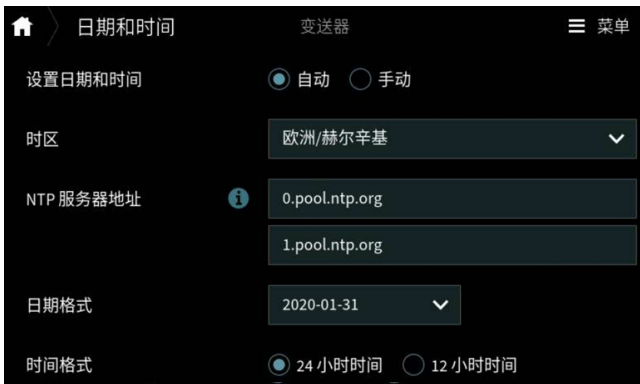 日期和时间 变送器 菜单
设置日期和时间 自动 手动
时区 欧洲/赫尔辛基
NTP 服务器地址 0.pool.ntp.org
1.pool.ntp.org
日期格式 2020-01-31
时间格式 24 小时时间 12 小时时间